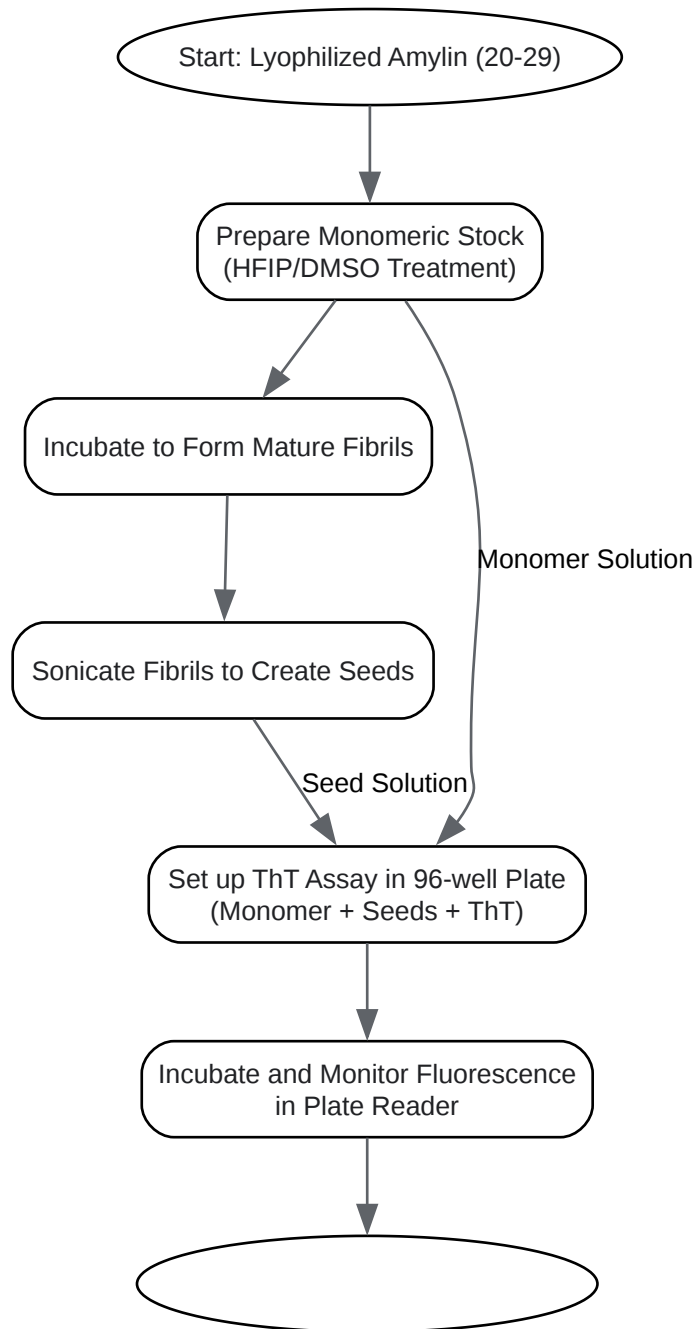 Start: Lyophilized Amylin (20-29)
Prepare Monomeric Stock
(HFIP/DMSO Treatment)
Incubate to Form Mature Fibrils
Monomer Solution
Sonicate Fibrils to Create Seeds
Seed Solution
Set up ThT Assay in 96-well Plate
(Monomer + Seeds + ThT)
Incubate and Monitor Fluorescence
in Plate Reader